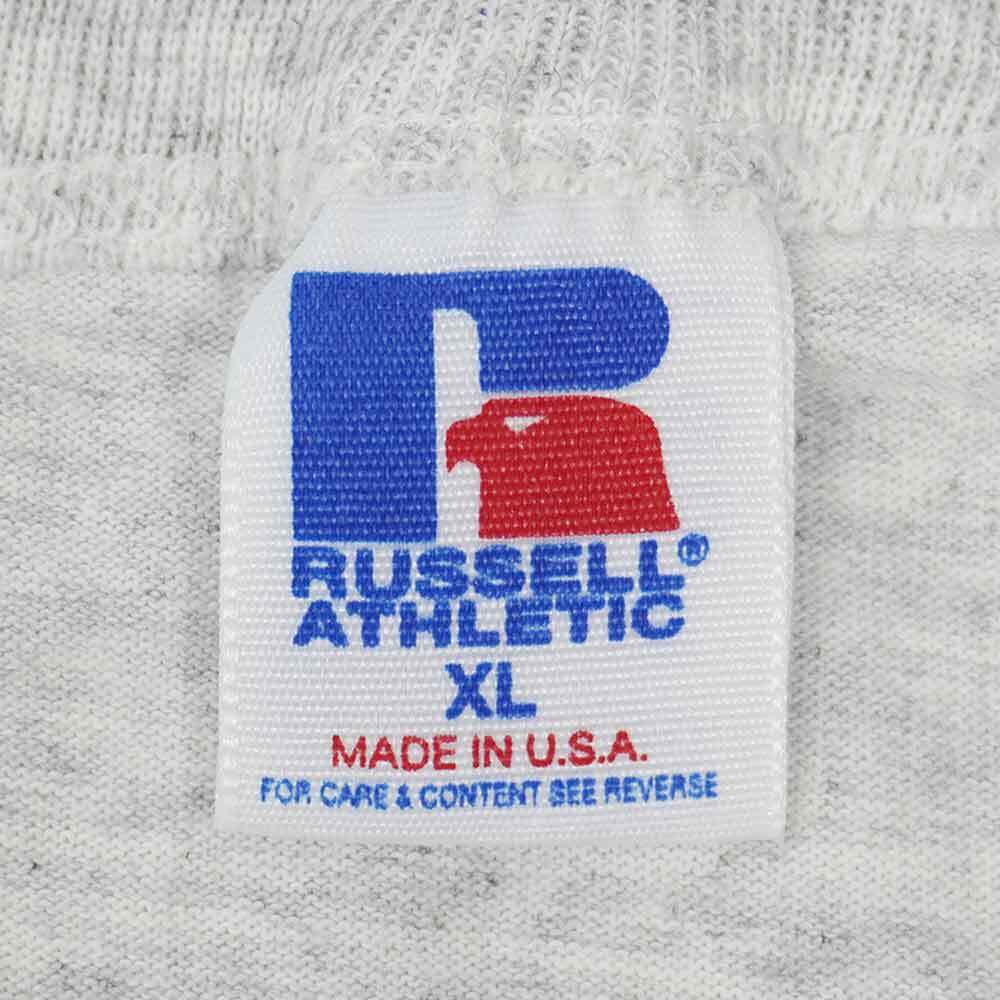 R
RUSSELL®
ATHLETIC
XL
MADE IN U.S.A.
FOR CARE & CONTENT SEE REVERSE